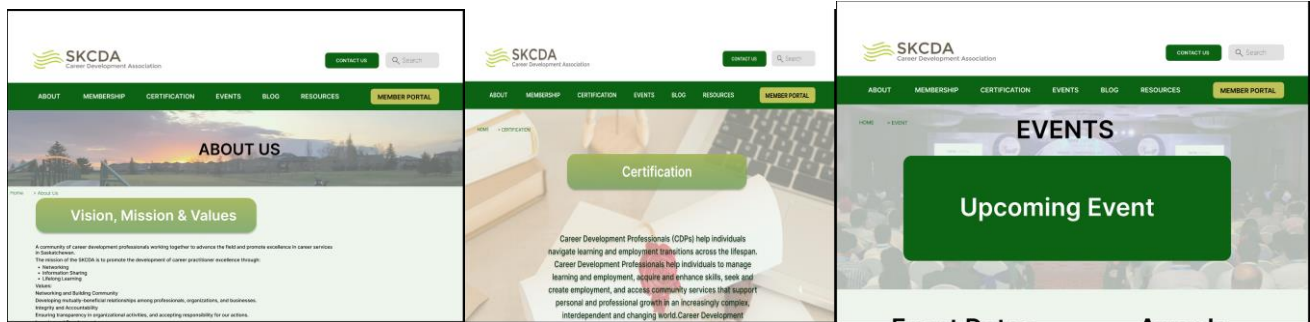 SKCDA
Career Development Association
CONTACT US
Search
ABOUT MEMBERSHIP CERTIFICATION EVENTS BLOG RESOURCES MEMBER PORTAL
ABOUT US
Home > About Us
Vision, Mission & Values
A community of career development professionals working together to advance the field and promote excellence in career services
in Saskatchewan.
The mission of the SKCDA is to promote the development of career practitioner excellence through:
• Networking
• Information Sharing
• Lifelong Learning
Values:
Networking and Building Community
Developing mutually-beneficial relationships among professionals, organizations, and businesses.
Integrity and Accountability
Ensuring transparency in organizational activities, and accepting responsibility for our actions.
SKCDA
Career Development Association
CONTACT US
Search
ABOUT MEMBERSHIP CERTIFICATION EVENTS BLOG RESOURCES MEMBER PORTAL
HOME > CERTIFICATION
Certification
Career Development Professionals (CDPs) help individuals
navigate learning and employment transitions across the lifespan.
Career Development Professionals help individuals to manage
learning and employment, acquire and enhance skills, seek and
create employment, and access community services that support
personal and professional growth in an increasingly complex,
interdependent and changing world.Career Development
SKCDA
Career Development Association
CONTACT US
Search
ABOUT MEMBERSHIP CERTIFICATION EVENTS BLOG RESOURCES MEMBER PORTAL
HOME > EVENT
EVENTS
Upcoming Event